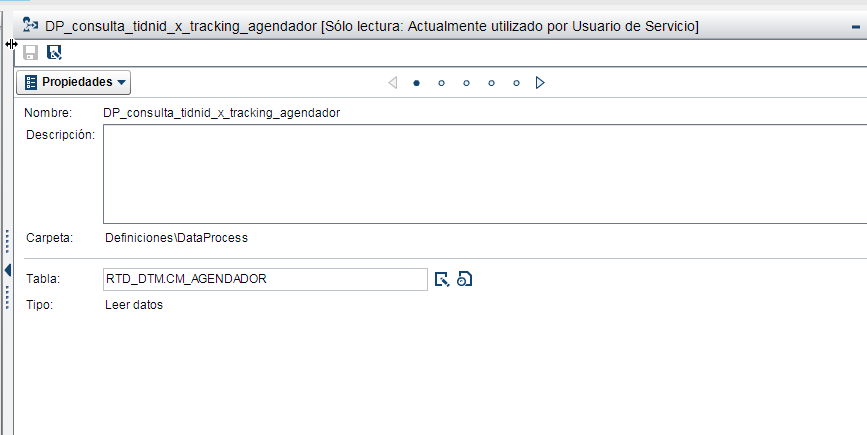 DP_consulta_tidnid_x_tracking_agendador [Sólo lectura: Actualmente utilizado por Usuario de Servicio]
Propiedades
Nombre: DP_consulta_tidnid_x_tracking_agendador
Descripción:
Carpeta: Definiciones\DataProcess
Tabla: RTD_DTM.CM_AGENDADOR
Tipo: Leer datos